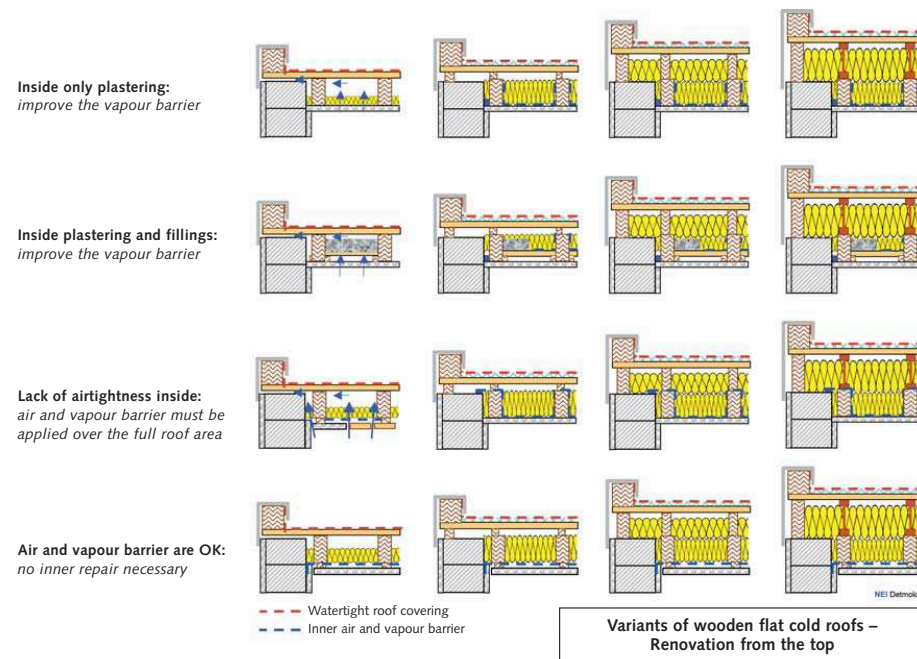 Inside only plastering:
improve the vapour barrier
Inside plastering and fillings:
improve the vapour barrier
Lack of airtightness inside:
air and vapour barrier must be
applied over the full roof area
Air and vapour barrier are OK:
no inner repair necessary
NEI Detmold
Watertight roof covering
Inner air and vapour barrier
Variants of wooden flat cold roofs –
Renovation from the top